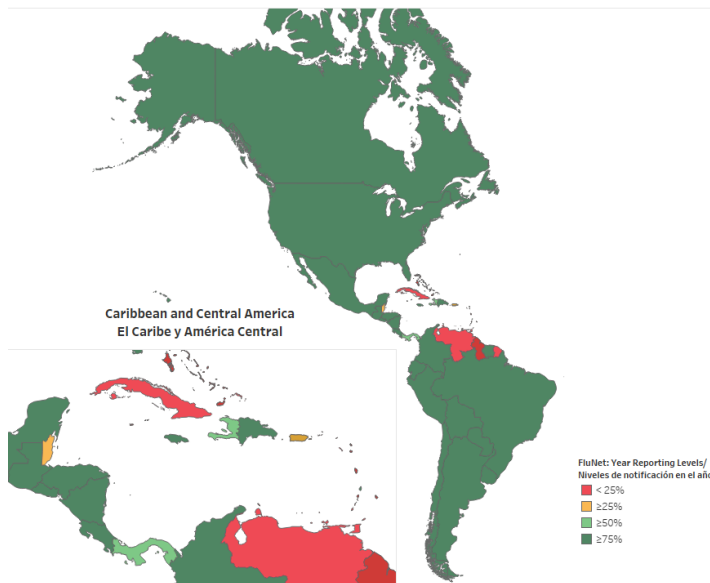 Caribbean and Central America
El Caribe y América Central
FluNet: Year Reporting Levels/
Niveles de notificación en el año
< 25%
≥25%
≥50%
≥75%